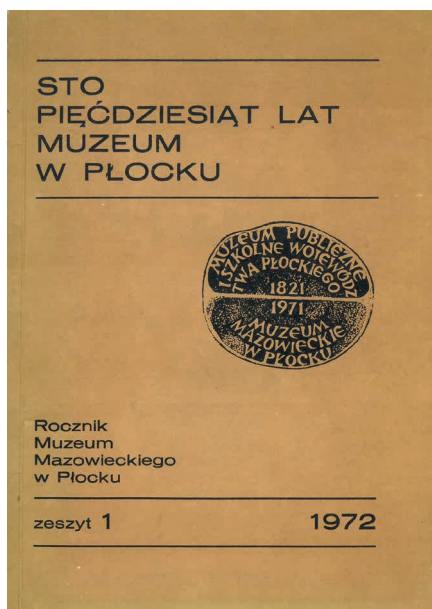 STO
PIĘĆDZIESIĄT LAT
MUZEUM
W PŁOCKU
MUZEUM PUBLICZNE
I SZKOLNE WOJEWÓDZ
TWA PŁOCKIEGO
1821
1971
MUZEUM
MAZOWIECKIE
W PŁOCKU
Rocznik
Muzeum
Mazowieckiego
w Płocku
zeszyt 1 1972